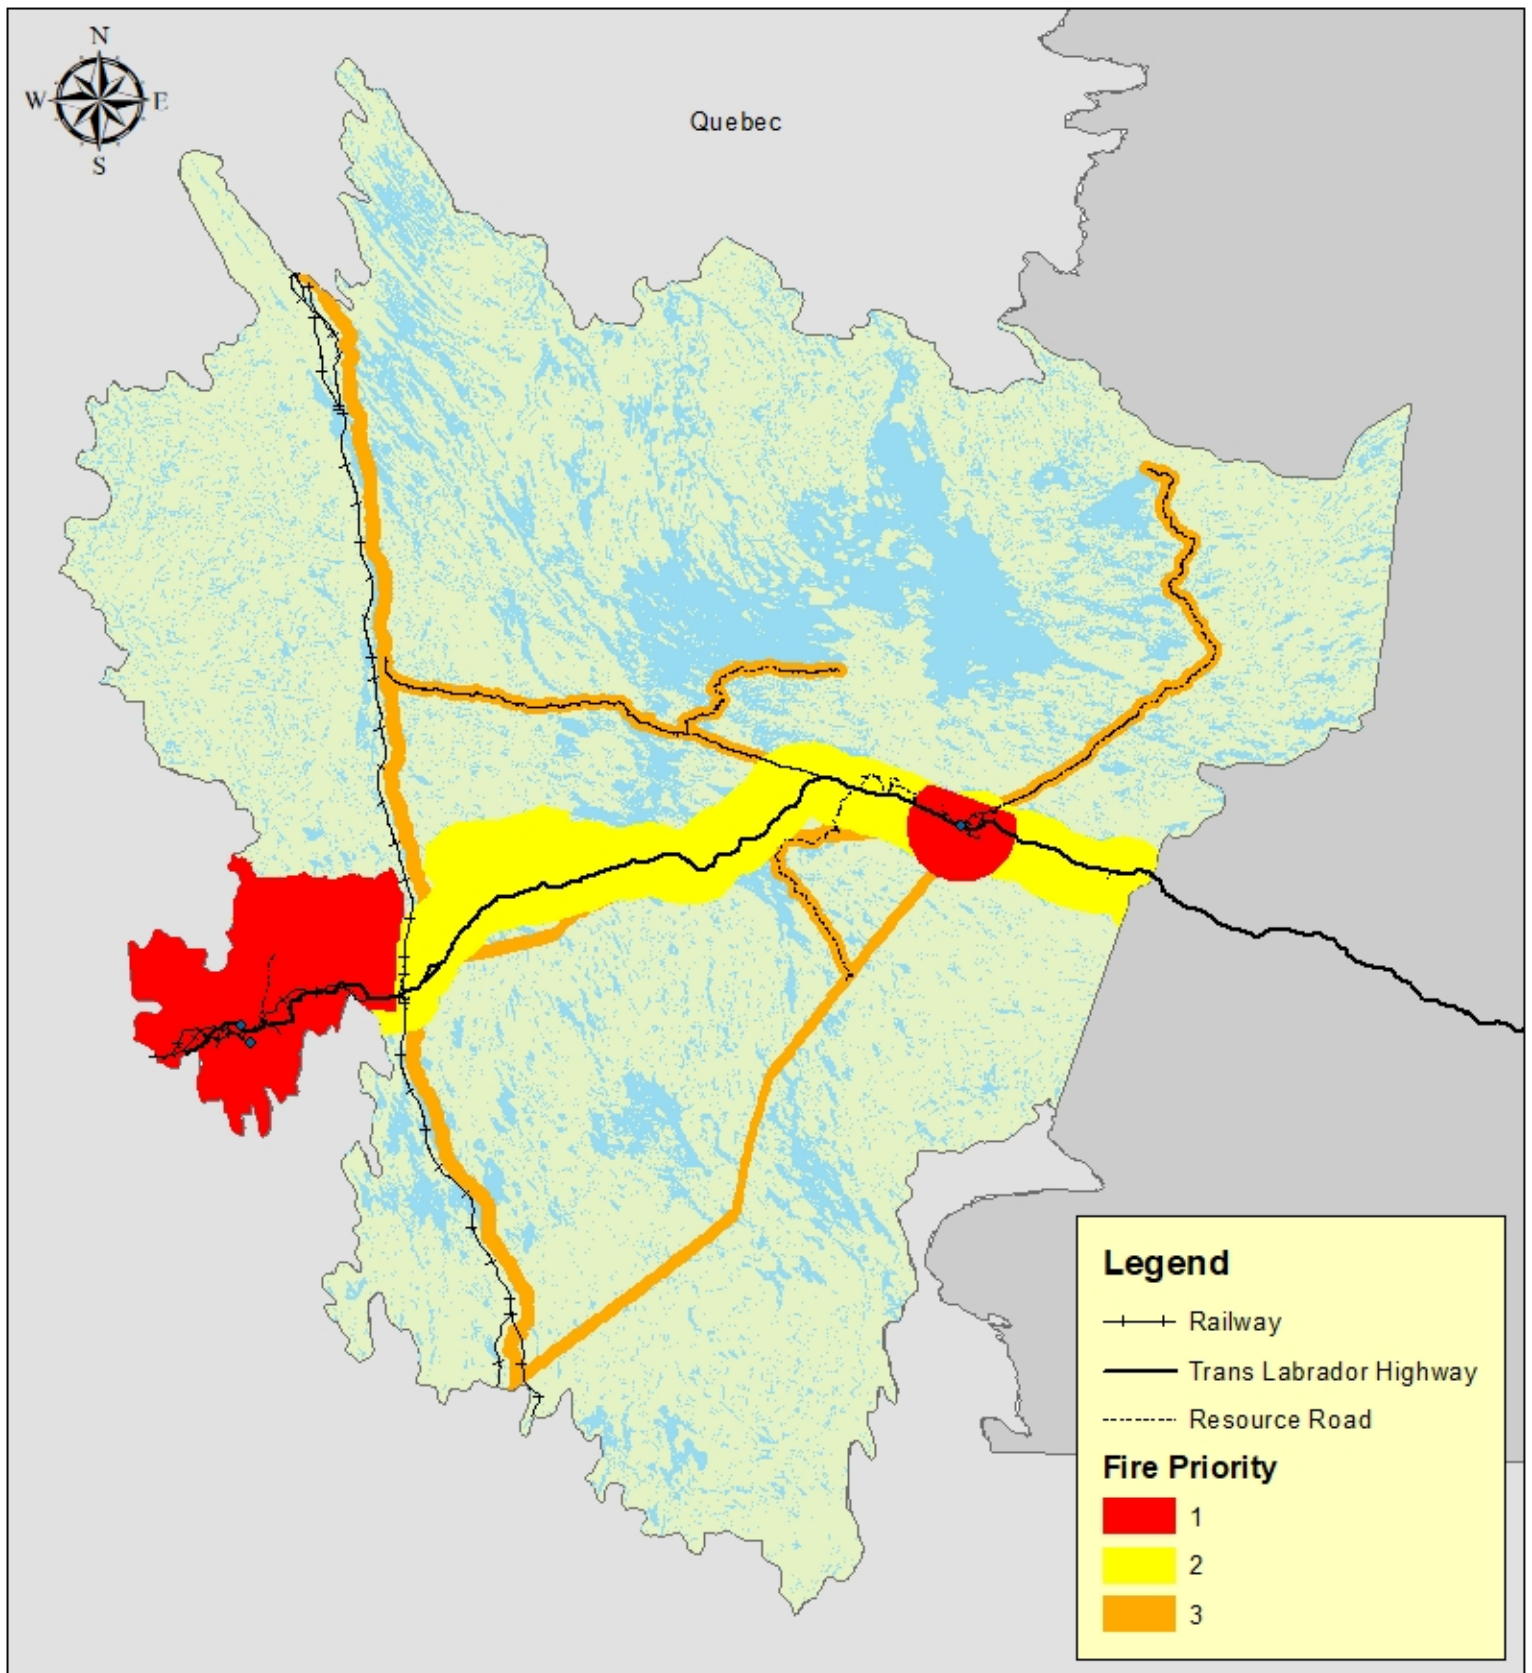 N
W E
S
Quebec
Legend
Railway
Trans Labrador Highway
Resource Road
Fire Priority
1
2
3